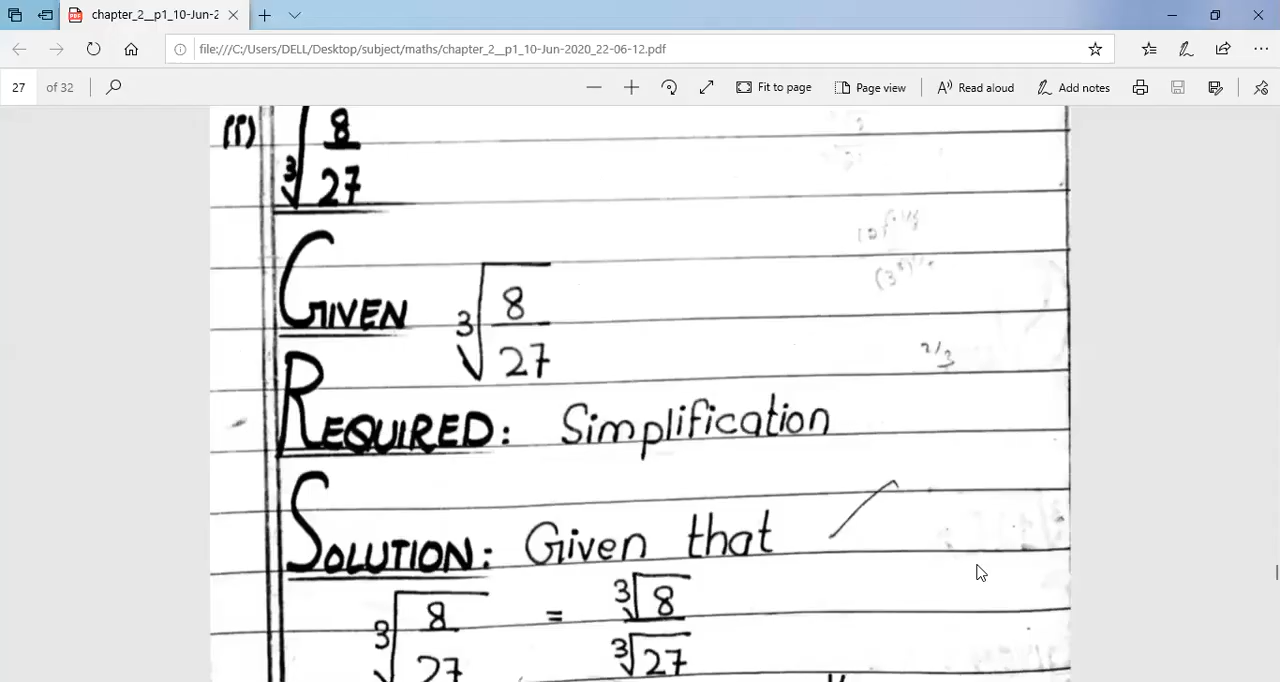 chapter_2_p1_10-Jun-2
file:///C:/Users/DELL/Desktop/subject/maths/chapter_2__p1_10-Jun-2020_22-06-12.pdf
27 of 32 Fit to page Page view Read aloud Add notes
(i) ∛(8/27)
GIVEN ∛(8/27)
REQUIRED: Simplification
SOLUTION: Given that
∛(8/27) = ∛8/∛27